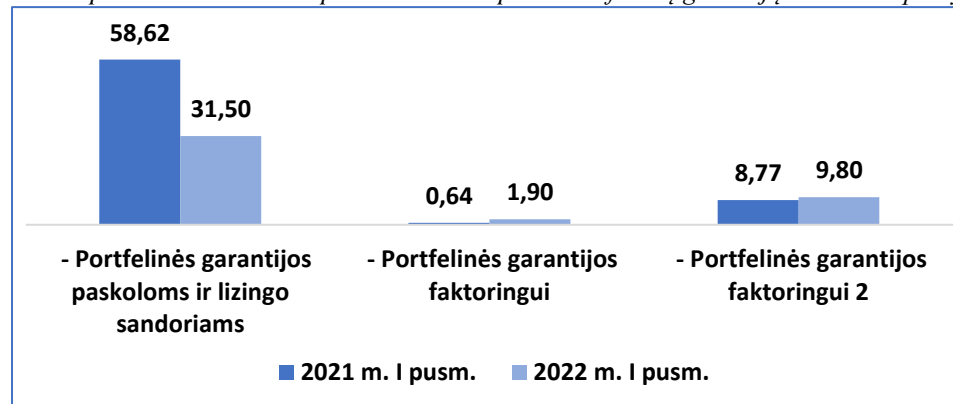 58,62
31,50
0,64
1,90
8,77
9,80
- Portfelinės garantijos
paskoloms ir lizingo
sandoriams
- Portfelinės garantijos
faktoringui
- Portfelinės garantijos
faktoringui 2
2021 m. I pusm.
2022 m. I pusm.